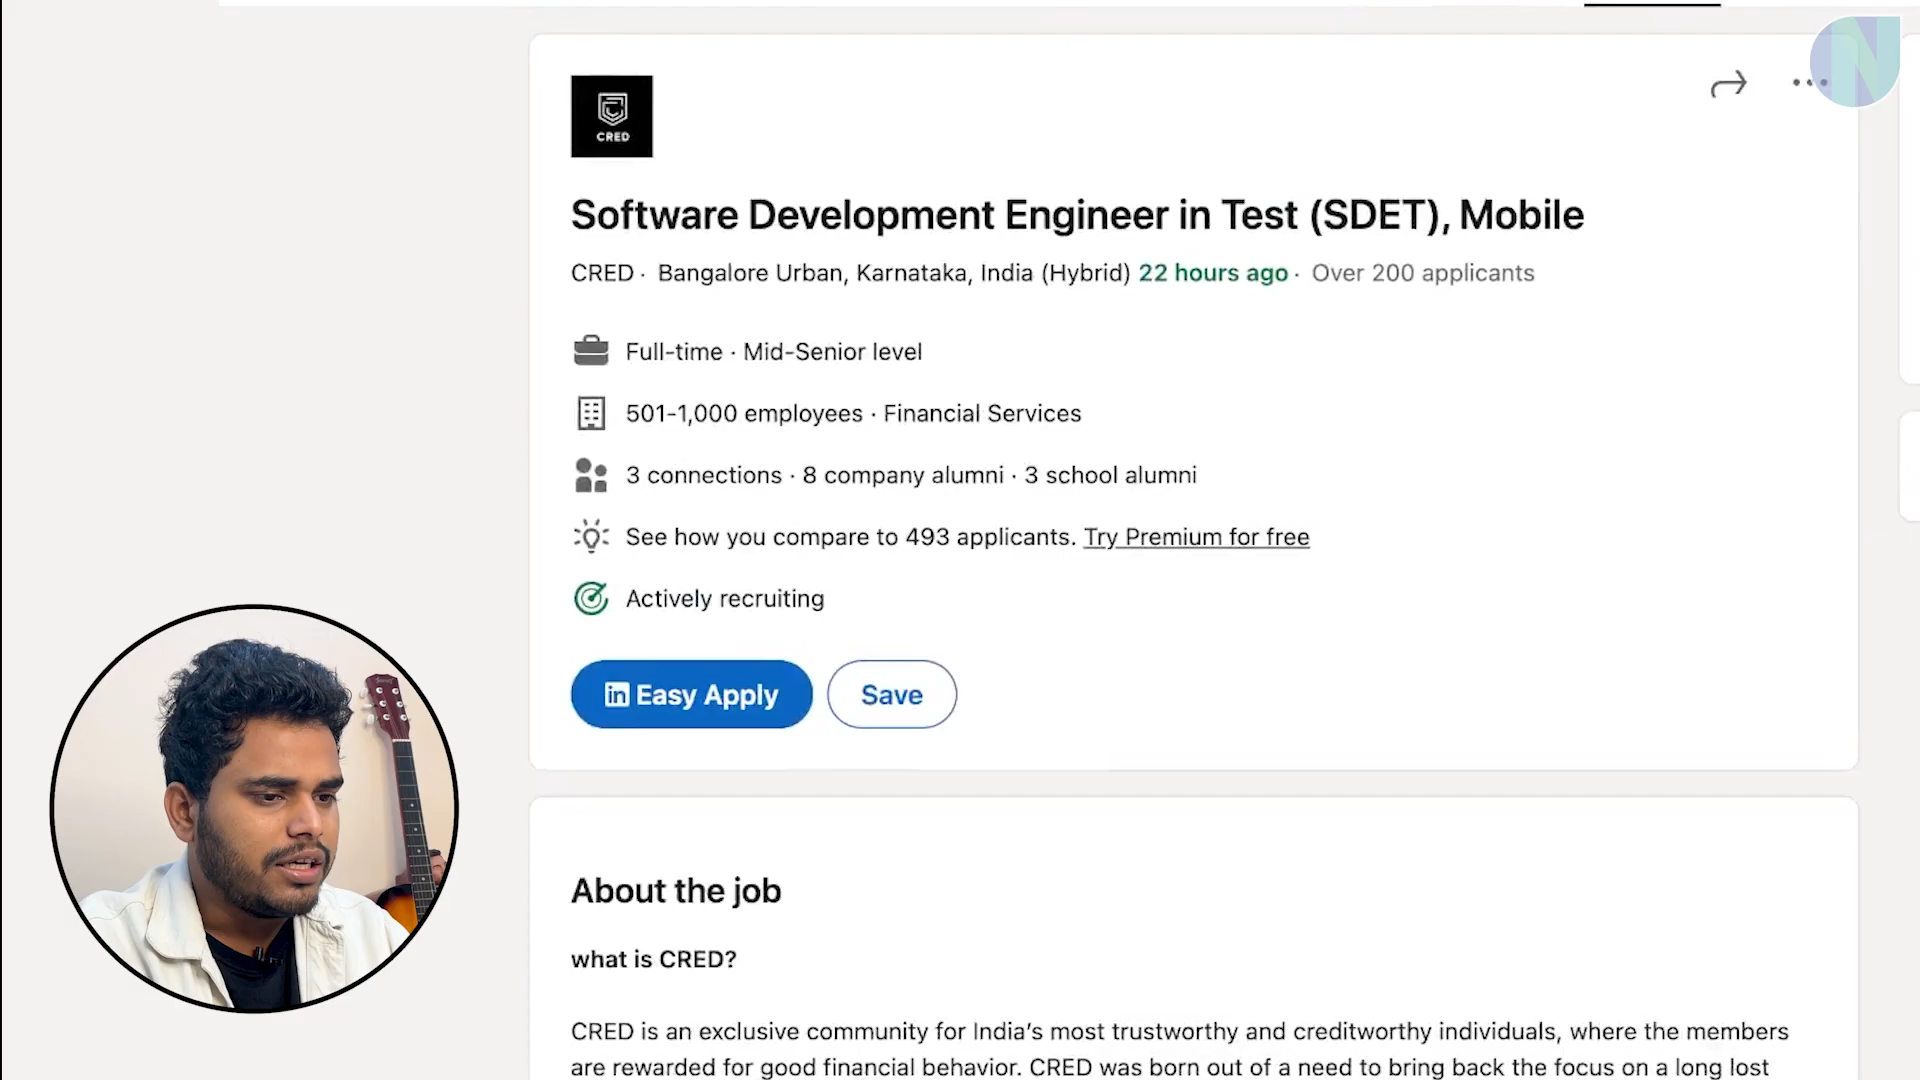 N
CRED
Software Development Engineer in Test (SDET), Mobile
CRED · Bangalore Urban, Karnataka, India (Hybrid) 22 hours ago · Over 200 applicants
Full-time · Mid-Senior level
501-1,000 employees · Financial Services
3 connections · 8 company alumni · 3 school alumni
See how you compare to 493 applicants. Try Premium for free
Actively recruiting
in Easy Apply
Save
About the job
what is CRED?
CRED is an exclusive community for India’s most trustworthy and creditworthy individuals, where the members
are rewarded for good financial behavior. CRED was born out of a need to bring back the focus on a long lost